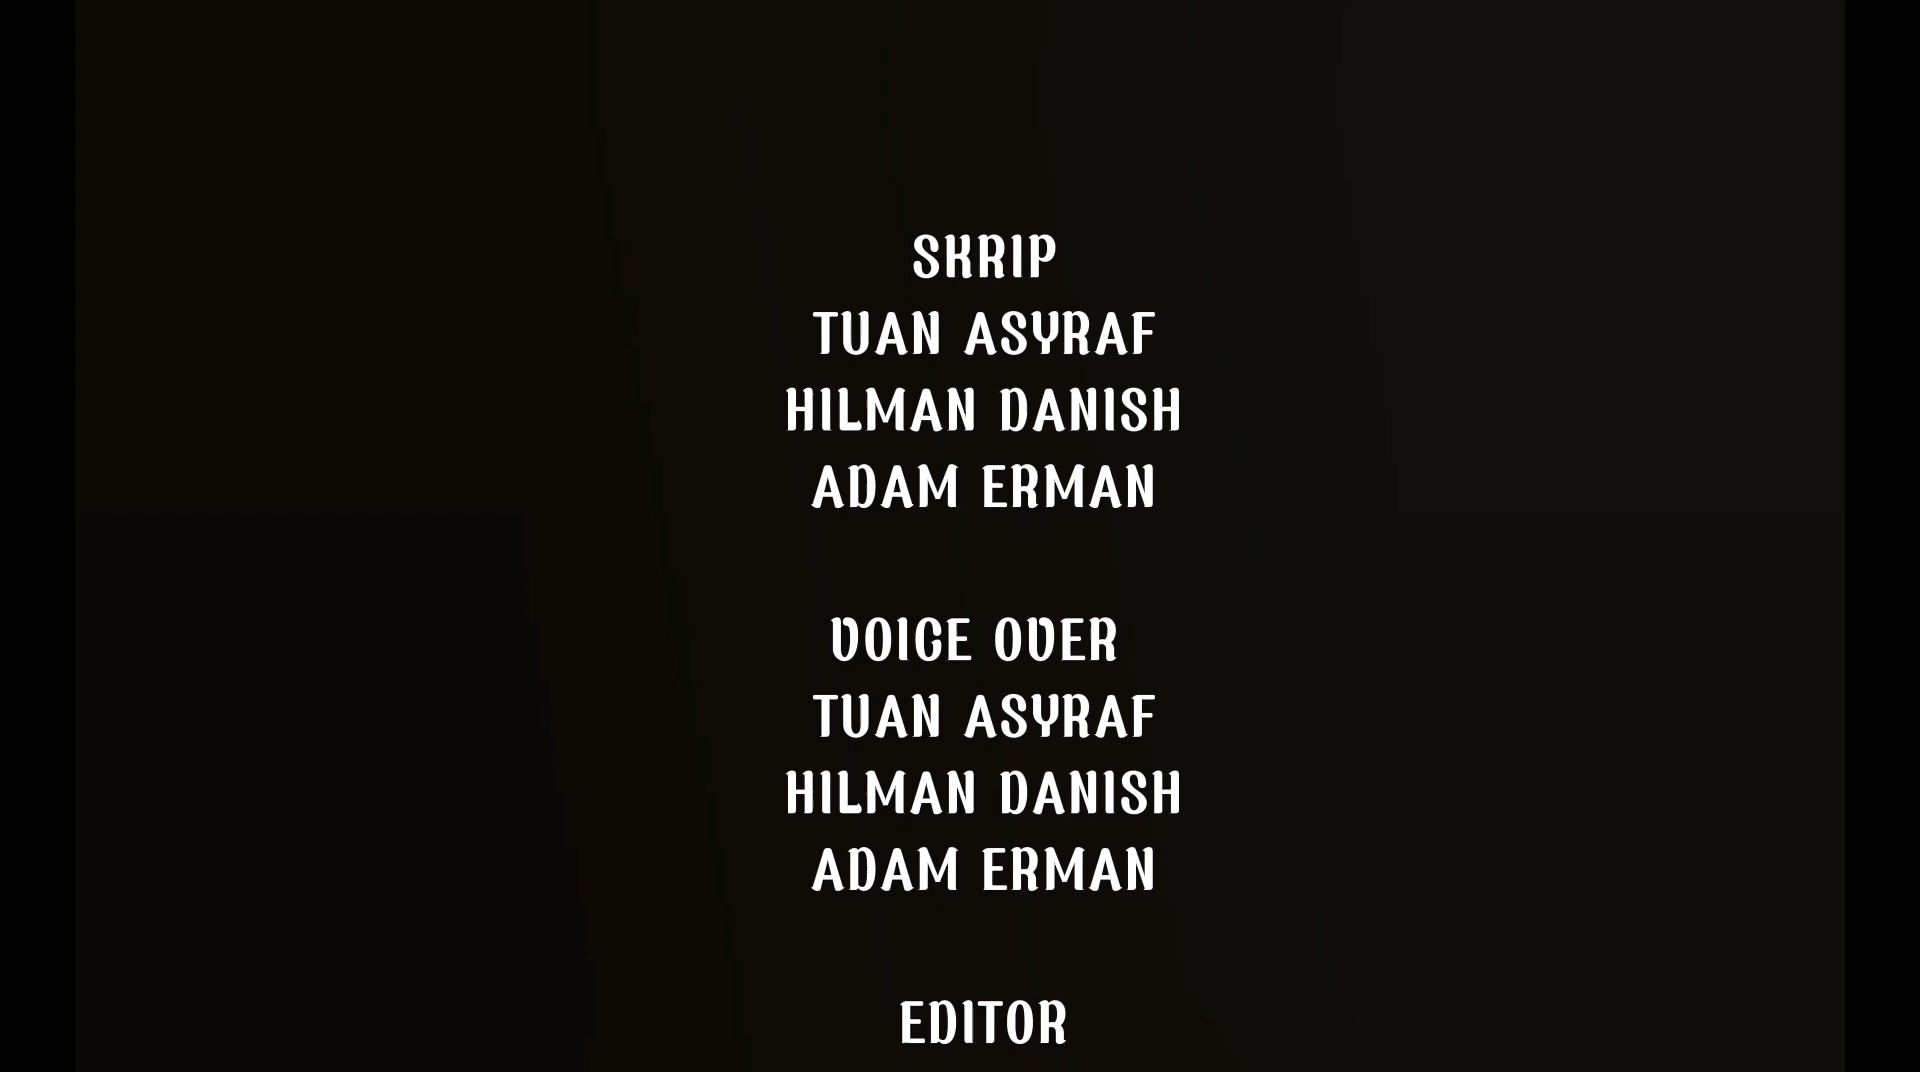 SKRIP
TUAN ASYRAF
HILMAN DANISH
ADAM ERMAN
VOICE OVER
TUAN ASYRAF
HILMAN DANISH
ADAM ERMAN
EDITOR